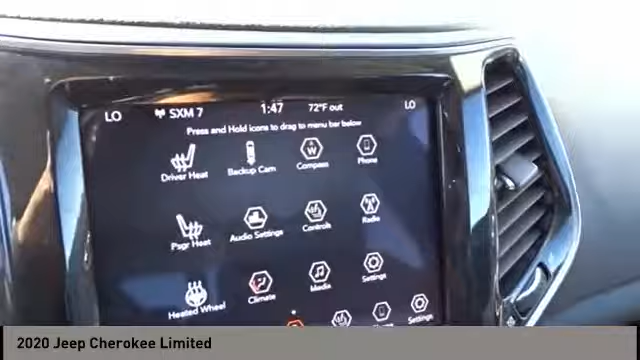 LO SXM 7 1:47 72°F out LO
Press and Hold icons to drag to menu bar below
W
Driver Heat Backup Cam Compass Phone
Psgr Heat Audio Settings Controls Radio
Heated Wheel Climate Media Settings
Settings
2020 Jeep Cherokee Limited